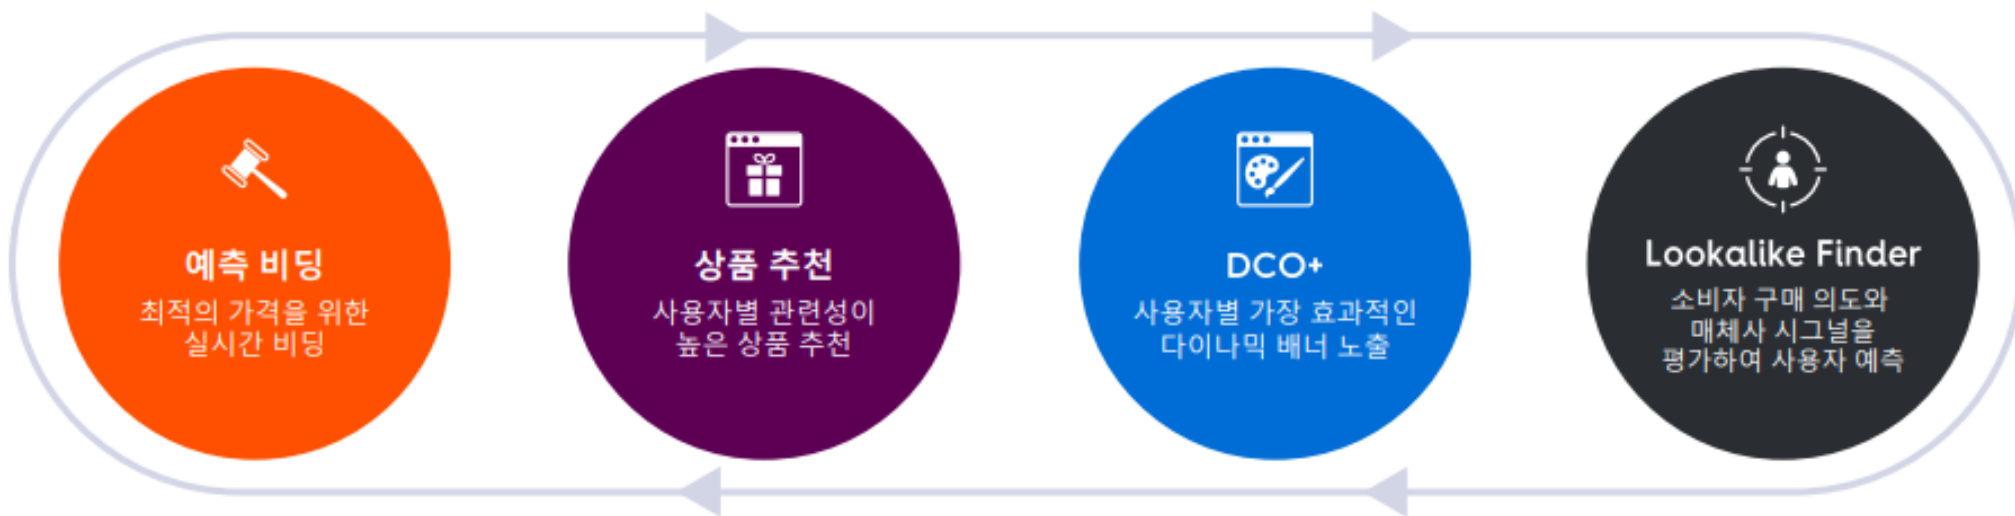 예측 비딩
최적의 가격을 위한
실시간 비딩
상품 추천
사용자별 관련성이
높은 상품 추천
DCO+
사용자별 가장 효과적인
다이나믹 배너 노출
Lookalike Finder
소비자 구매 의도와
매체사 시그널을
평가하여 사용자 예측